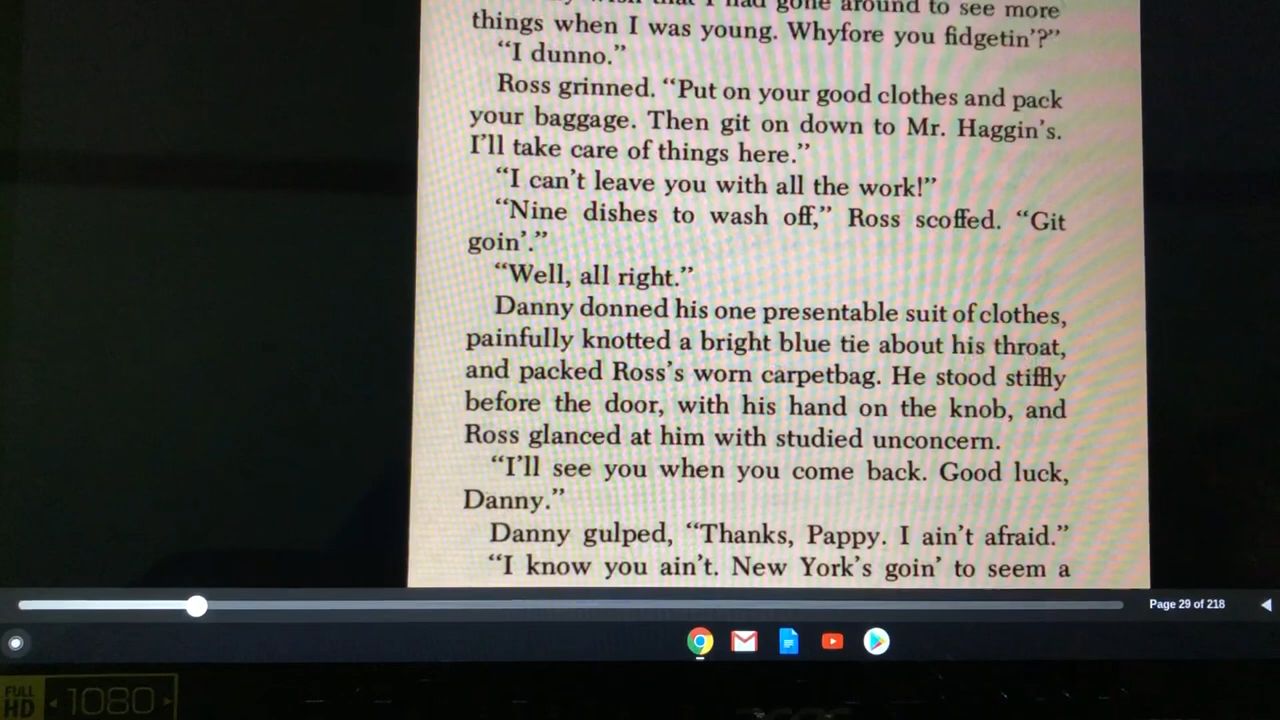 had gone around to see more
things when I was young. Whyfore you fidgetin'?”
“I dunno.”
Ross grinned. “Put on your good clothes and pack
your baggage. Then git on down to Mr. Haggin's.
I'll take care of things here.”
“I can't leave you with all the work!”
“Nine dishes to wash off,” Ross scoffed. “Git
goin'.”
“Well, all right.”
Danny donned his one presentable suit of clothes,
painfully knotted a bright blue tie about his throat,
and packed Ross's worn carpetbag. He stood stiffly
before the door, with his hand on the knob, and
Ross glanced at him with studied unconcern.
“I'll see you when you come back. Good luck,
Danny.”
Danny gulped, “Thanks, Pappy. I ain't afraid.”
“I know you ain't. New York's goin' to seem a
Page 29 of 218
FULL HD 1080